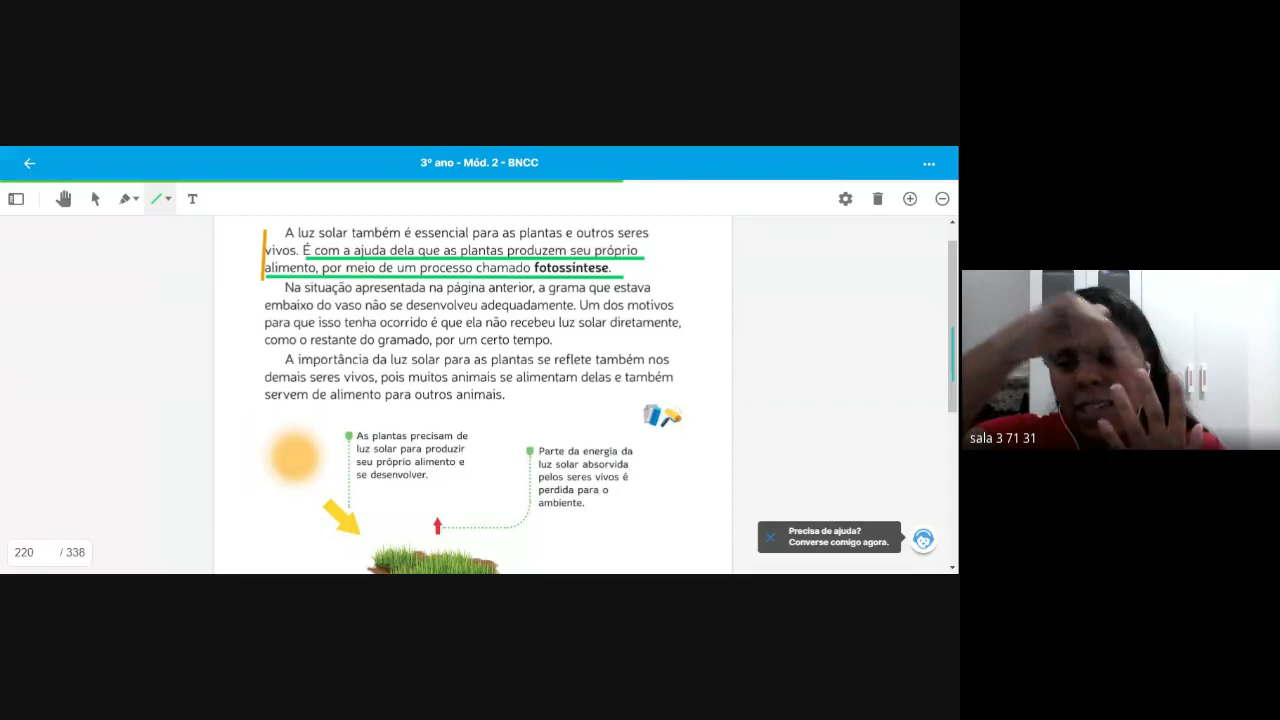 3º ano - Mód. 2 - BNCC
A luz solar também é essencial para as plantas e outros seres
vivos. É com a ajuda dela que as plantas produzem seu próprio
alimento, por meio de um processo chamado fotossíntese.
Na situação apresentada na página anterior, a grama que estava
embaixo do vaso não se desenvolveu adequadamente. Um dos motivos
para que isso tenha ocorrido é que ela não recebeu luz solar diretamente,
como o restante do gramado, por um certo tempo.
A importância da luz solar para as plantas se reflete também nos
demais seres vivos, pois muitos animais se alimentam delas e também
servem de alimento para outros animais.
As plantas precisam de
luz solar para produzir
seu próprio alimento e
se desenvolver.
Parte da energia da
luz solar absorvida
pelos seres vivos é
perdida para o
ambiente.
Precisa de ajuda?
Converse comigo agora.
220 / 338
sala 3 71 31